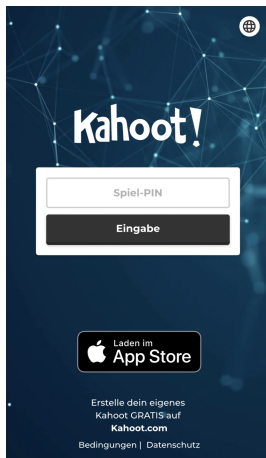 Kahoot!
Spiel-PIN
Eingabe
Laden im
App Store
Erstelle dein eigenes
Kahoot GRATIS auf
Kahoot.com
Bedingungen | Datenschutz